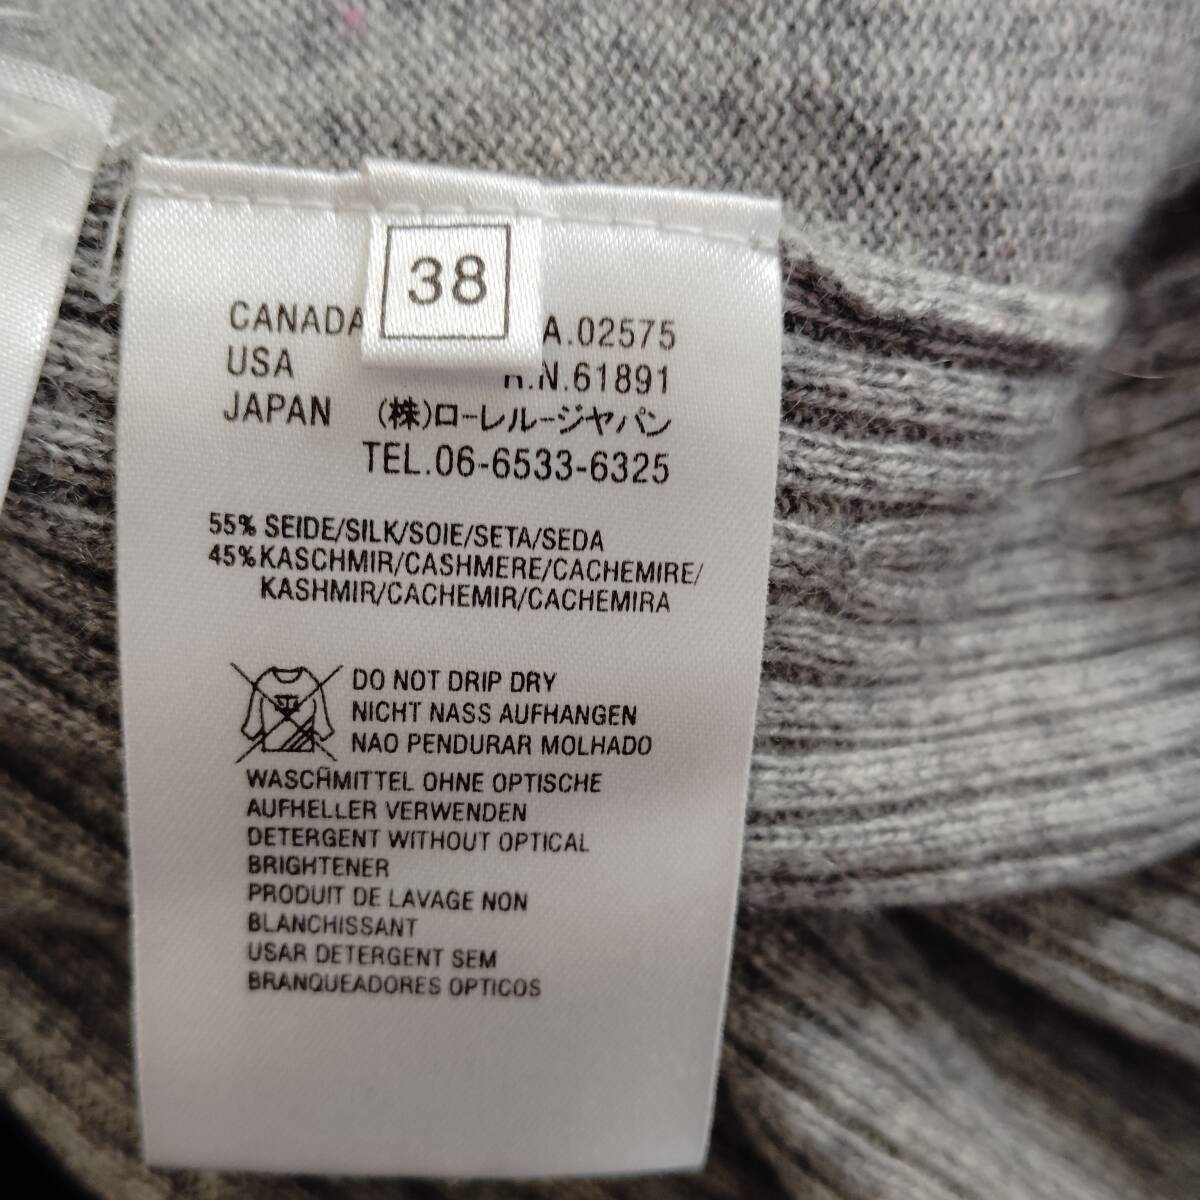 38
CANADA A.02575
USA R.N.61891
JAPAN (株)ローレルージャパン
TEL.06-6533-6325
55% SEIDE/SILK/SOIE/SETA/SEDA
45% KASCHMIR/CASHMERE/CACHEMIRE/
KASHMIR/CACHEMIR/CACHEMIRA
DO NOT DRIP DRY
NICHT NASS AUFHANGEN
NAO PENDURAR MOLHADO
WASCHMITTEL OHNE OPTISCHE
AUFHELLER VERWENDEN
DETERGENT WITHOUT OPTICAL
BRIGHTENER
PRODUIT DE LAVAGE NON
BLANCHISSANT
USAR DETERGENT SEM
BRANQUEADORES OPTICOS